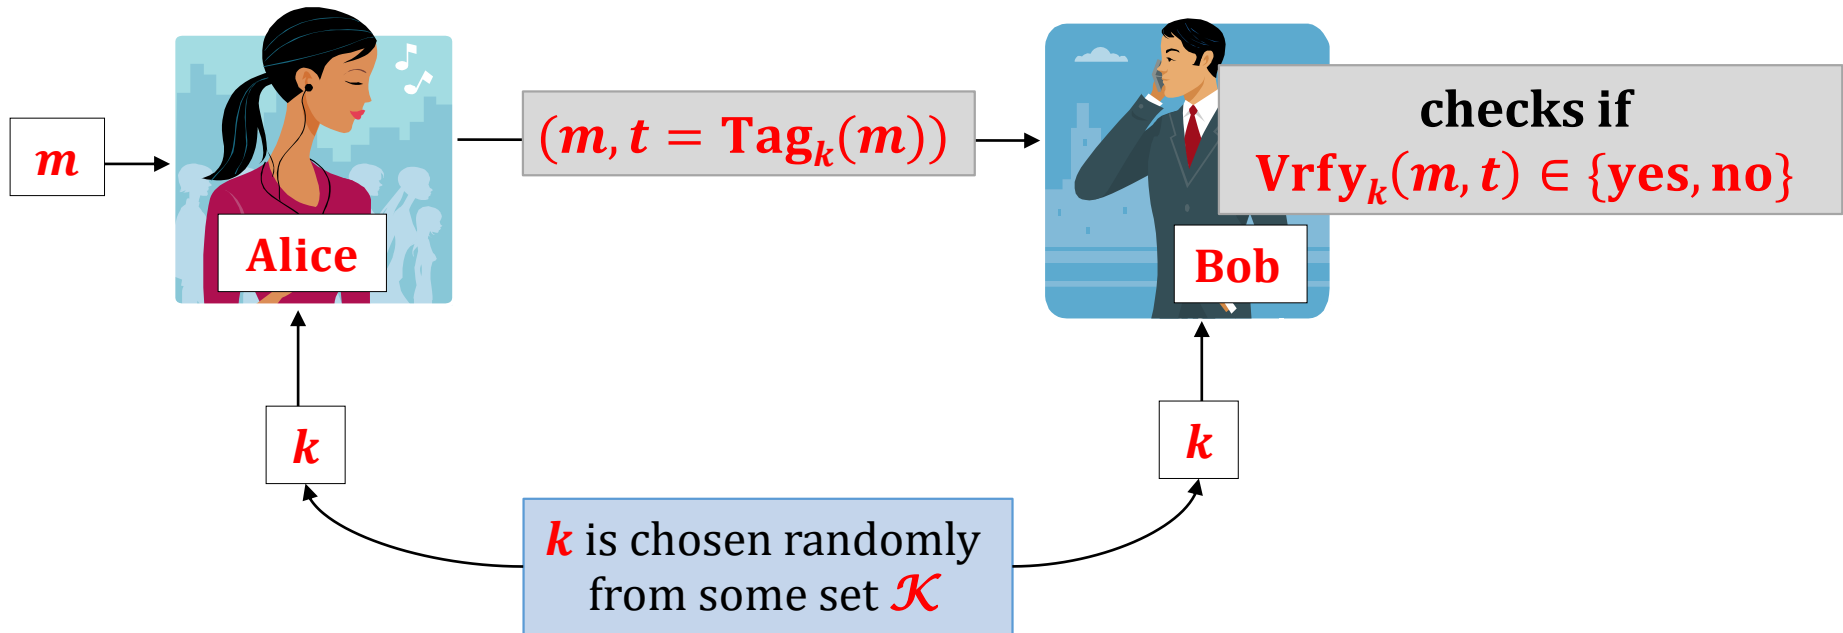 m
Alice
(m, t = Tag_k(m))
checks if
Vrfy_k(m, t) ∈ {yes, no}
Bob
k
k
k is chosen randomly
from some set 𝒦